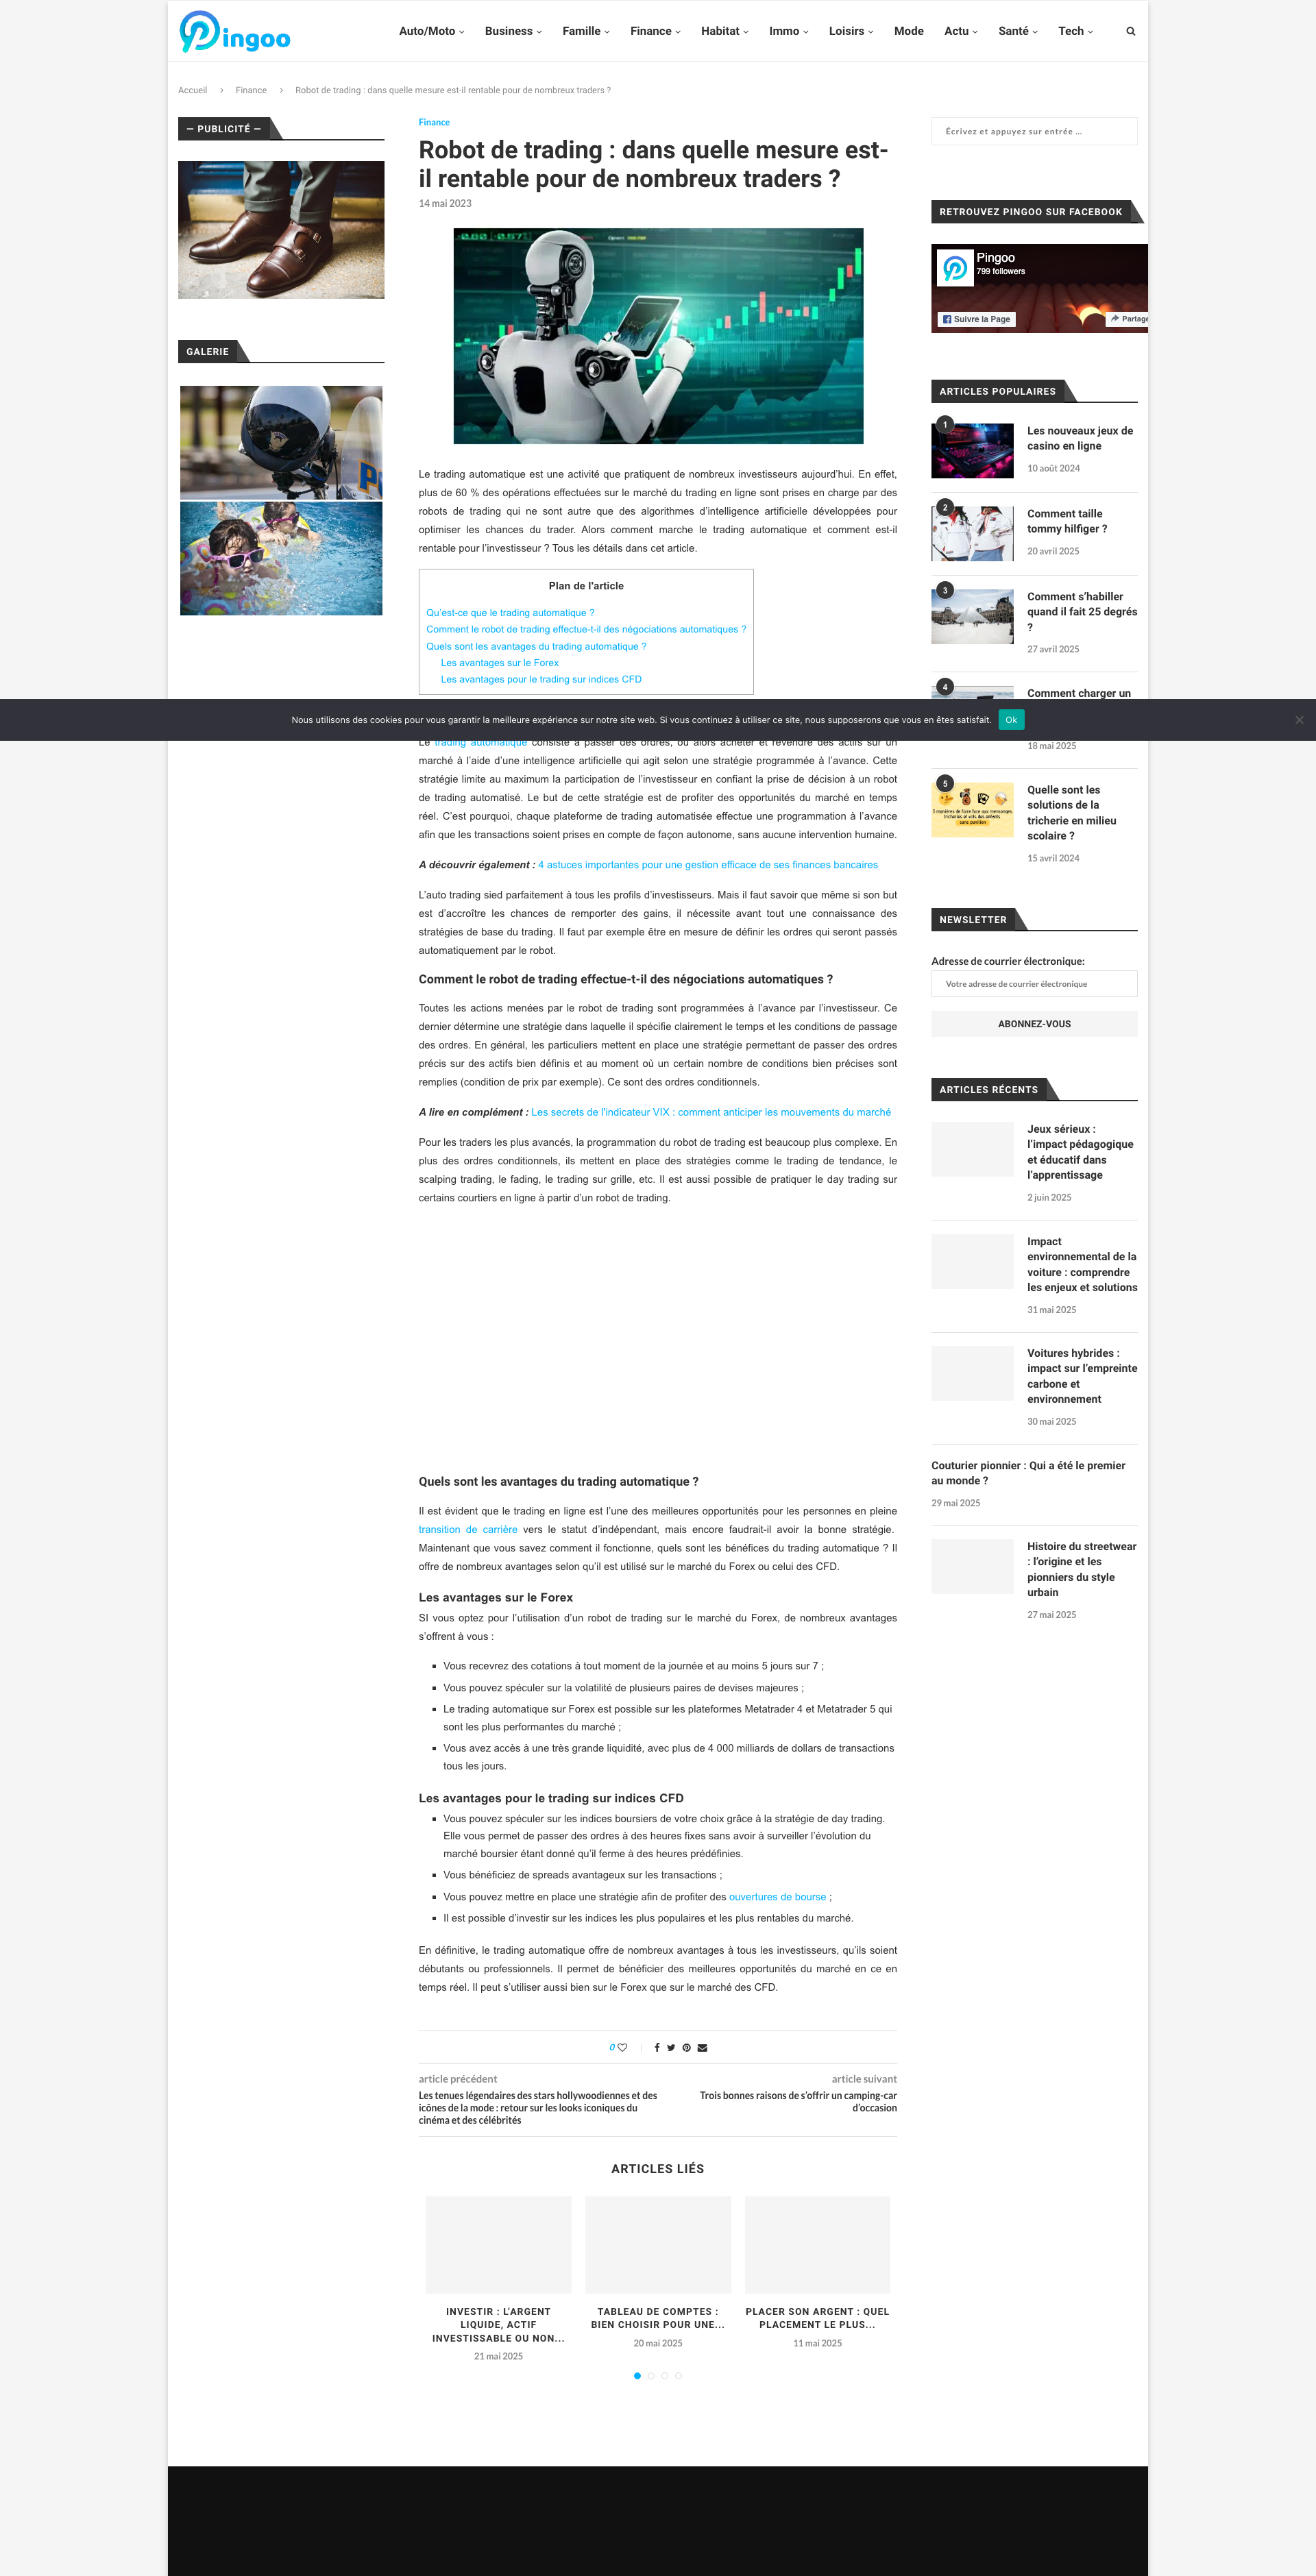 Pingoo
Auto/Moto
Business
Famille
Finance
Habitat
Immo
Loisirs
Mode
Actu
Santé
Tech
Accueil > Finance > Robot de trading : dans quelle mesure est-il rentable pour de nombreux traders ?
— PUBLICITÉ —
GALERIE
Finance
Robot de trading : dans quelle mesure est-
il rentable pour de nombreux traders ?
14 mai 2023
Le trading automatique est une activité que pratiquent de nombreux investisseurs aujourd’hui. En effet,
plus de 60 % des opérations effectuées sur le marché du trading en ligne sont prises en charge par des
robots de trading qui ne sont autre que des algorithmes d’intelligence artificielle développées pour
optimiser les chances du trader. Alors comment marche le trading automatique et comment est-il
rentable pour l’investisseur ? Tous les détails dans cet article.
Plan de l'article
Qu’est-ce que le trading automatique ?
Comment le robot de trading effectue-t-il des négociations automatiques ?
Quels sont les avantages du trading automatique ?
Les avantages sur le Forex
Les avantages pour le trading sur indices CFD
Nous utilisons des cookies pour vous garantir la meilleure expérience sur notre site web. Si vous continuez à utiliser ce site, nous supposerons que vous en êtes satisfait.
Ok
Le trading automatique consiste à passer des ordres, ou alors acheter et revendre des actifs sur un
marché à l’aide d’une intelligence artificielle qui agit selon une stratégie programmée à l’avance. Cette
stratégie limite au maximum la participation de l’investisseur en confiant la prise de décision à un robot
de trading automatisé. Le but de cette stratégie est de profiter des opportunités du marché en temps
réel. C’est pourquoi, chaque plateforme de trading automatisée effectue une programmation à l’avance
afin que les transactions soient prises en compte de façon autonome, sans aucune intervention humaine.
A découvrir également : 4 astuces importantes pour une gestion efficace de ses finances bancaires
L’auto trading sied parfaitement à tous les profils d’investisseurs. Mais il faut savoir que même si son but
est d’accroître les chances de remporter des gains, il nécessite avant tout une connaissance des
stratégies de base du trading. Il faut par exemple être en mesure de définir les ordres qui seront passés
automatiquement par le robot.
Comment le robot de trading effectue-t-il des négociations automatiques ?
Toutes les actions menées par le robot de trading sont programmées à l’avance par l’investisseur. Ce
dernier détermine une stratégie dans laquelle il spécifie clairement le temps et les conditions de passage
des ordres. En général, les particuliers mettent en place une stratégie permettant de passer des ordres
précis sur des actifs bien définis et au moment où un certain nombre de conditions bien précises sont
remplies (condition de prix par exemple). Ce sont des ordres conditionnels.
A lire en complément : Les secrets de l'indicateur VIX : comment anticiper les mouvements du marché
Pour les traders les plus avancés, la programmation du robot de trading est beaucoup plus complexe. En
plus des ordres conditionnels, ils mettent en place des stratégies comme le trading de tendance, le
scalping trading, le fading, le trading sur grille, etc. Il est aussi possible de pratiquer le day trading sur
certains courtiers en ligne à partir d’un robot de trading.
Quels sont les avantages du trading automatique ?
Il est évident que le trading en ligne est l’une des meilleures opportunités pour les personnes en pleine
transition de carrière vers le statut d’indépendant, mais encore faudrait-il avoir la bonne stratégie.
Maintenant que vous savez comment il fonctionne, quels sont les bénéfices du trading automatique ? Il
offre de nombreux avantages selon qu’il est utilisé sur le marché du Forex ou celui des CFD.
Les avantages sur le Forex
SI vous optez pour l’utilisation d’un robot de trading sur le marché du Forex, de nombreux avantages
s’offrent à vous :
Vous recevrez des cotations à tout moment de la journée et au moins 5 jours sur 7 ;
Vous pouvez spéculer sur la volatilité de plusieurs paires de devises majeures ;
Le trading automatique sur Forex est possible sur les plateformes Metatrader 4 et Metatrader 5 qui
sont les plus performantes du marché ;
Vous avez accès à une très grande liquidité, avec plus de 4 000 milliards de dollars de transactions
tous les jours.
Les avantages pour le trading sur indices CFD
Vous pouvez spéculer sur les indices boursiers de votre choix grâce à la stratégie de day trading.
Elle vous permet de passer des ordres à des heures fixes sans avoir à surveiller l’évolution du
marché boursier étant donné qu’il ferme à des heures prédéfinies.
Vous bénéficiez de spreads avantageux sur les transactions ;
Vous pouvez mettre en place une stratégie afin de profiter des ouvertures de bourse ;
Il est possible d’investir sur les indices les plus populaires et les plus rentables du marché.
En définitive, le trading automatique offre de nombreux avantages à tous les investisseurs, qu’ils soient
débutants ou professionnels. Il permet de bénéficier des meilleures opportunités du marché en ce en
temps réel. Il peut s’utiliser aussi bien sur le Forex que sur le marché des CFD.
0
article précédent
Les tenues légendaires des stars hollywoodiennes et des
icônes de la mode : retour sur les looks iconiques du
cinéma et des célébrités
article suivant
Trois bonnes raisons de s’offrir un camping-car
d’occasion
ARTICLES LIÉS
INVESTIR : L’ARGENT
LIQUIDE, ACTIF
INVESTISSABLE OU NON...
21 mai 2025
TABLEAU DE COMPTES :
BIEN CHOISIR POUR UNE...
20 mai 2025
PLACER SON ARGENT : QUEL
PLACEMENT LE PLUS...
11 mai 2025
Écrivez et appuyez sur entrée ...
RETROUVEZ PINGOO SUR FACEBOOK
Pingoo
799 followers
Suivre la Page
Partage
ARTICLES POPULAIRES
1
Les nouveaux jeux de
casino en ligne
10 août 2024
2
Comment taille
tommy hilfiger ?
20 avril 2025
3
Comment s’habiller
quand il fait 25 degrés
?
27 avril 2025
4
Comment charger un
18 mai 2025
5
Quelle sont les
solutions de la
tricherie en milieu
scolaire ?
15 avril 2024
NEWSLETTER
Adresse de courrier électronique:
Votre adresse de courrier électronique
ABONNEZ-VOUS
ARTICLES RÉCENTS
Jeux sérieux :
l’impact pédagogique
et éducatif dans
l’apprentissage
2 juin 2025
Impact
environnemental de la
voiture : comprendre
les enjeux et solutions
31 mai 2025
Voitures hybrides :
impact sur l’empreinte
carbone et
environnement
30 mai 2025
Couturier pionnier : Qui a été le premier
au monde ?
29 mai 2025
Histoire du streetwear
: l’origine et les
pionniers du style
urbain
27 mai 2025